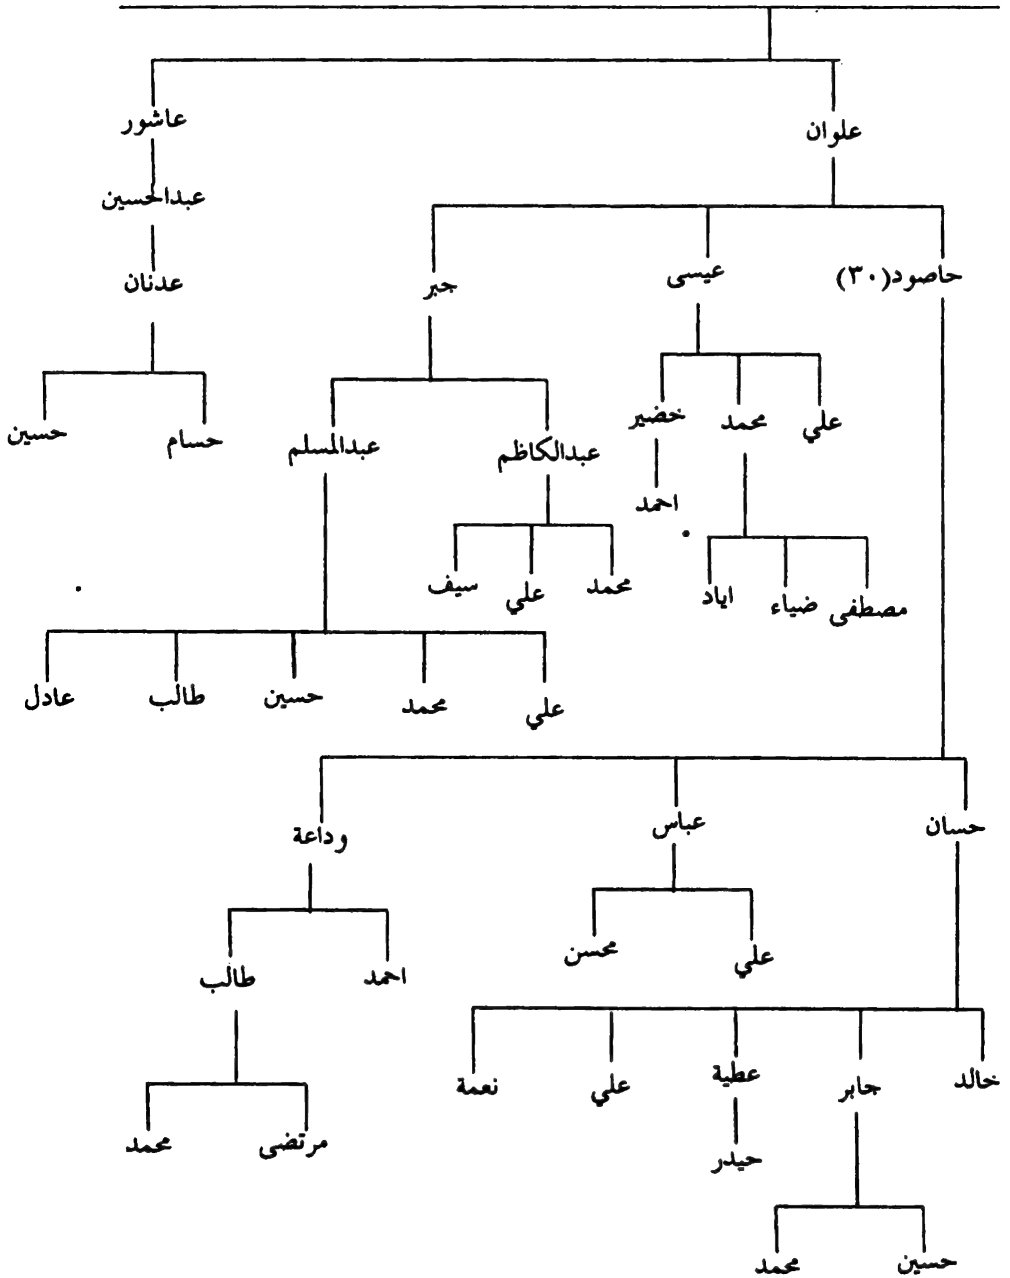 علوان
عاشور
عبدالحسين
حاصود(٣٠)
عيسى
جبر
عدنان
علي
محمد
خضير
عبدالكاظم
عبدالمسلم
حسام
حسين
احمد
مصطفى
ضياء
اياد
محمد
علي
سيف
علي
محمد
حسين
طالب
عادل
حسان
عباس
وداعة
علي
محسن
احمد
طالب
خالد
جابر
عطية
علي
نعمة
مرتضى
محمد
حيدر
حسين
محمد